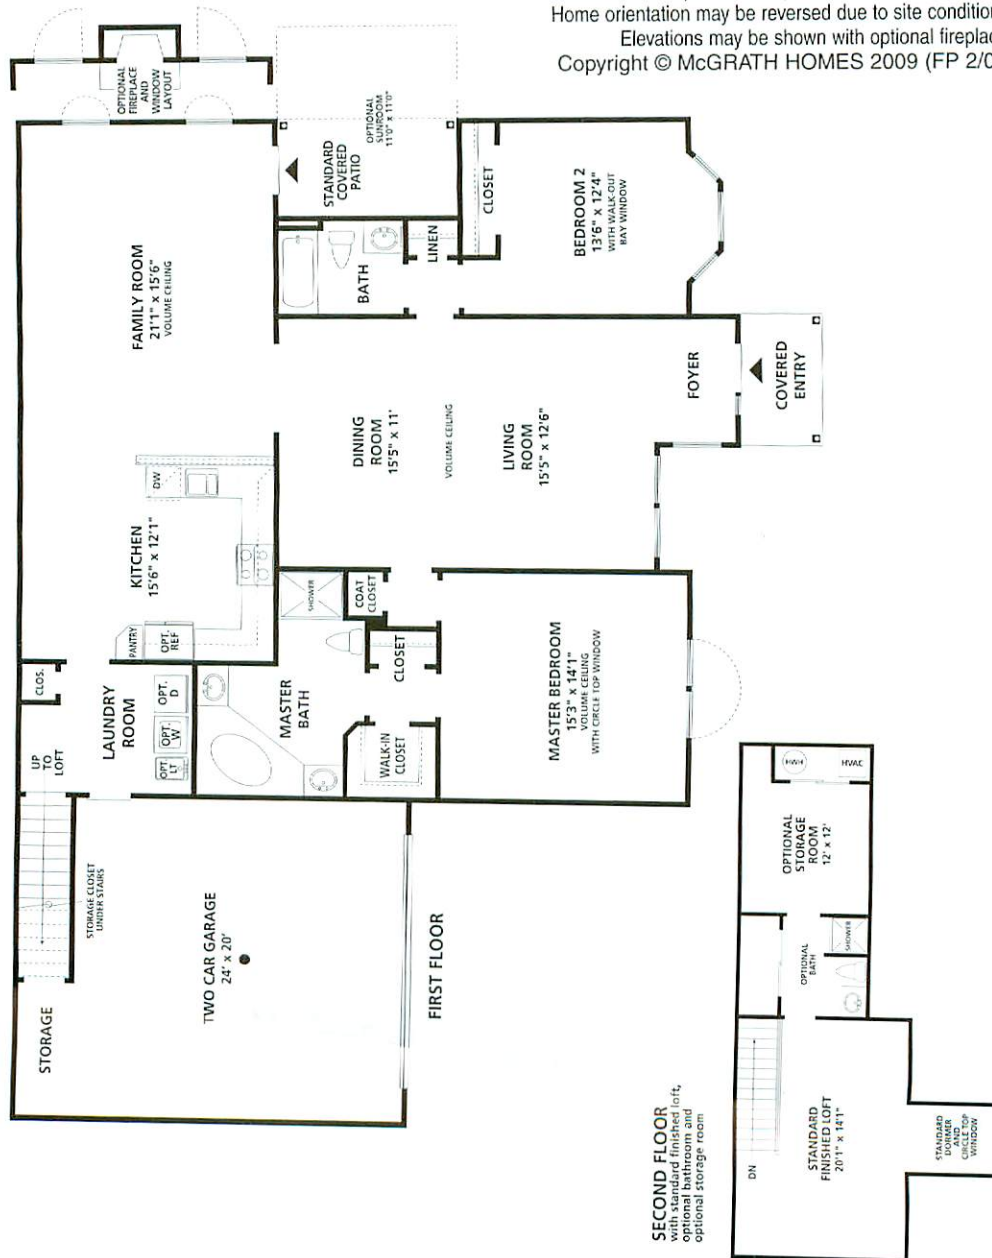 Home orientation may be reversed due to site condition
Elevations may be shown with optional fireplac
Copyright © McGRATH HOMES 2009 (FP 2/0
OPTIONAL
FIREPLACE
AND
WINDOW
LAYOUT
FAMILY ROOM
21'1" x 15'6"
VOLUME CEILING
STANDARD
COVERED
PATIO
OPTIONAL
SUNROOM
11'0" x 11'0"
CLOSET
BEDROOM 2
13'6" x 12'4"
WITH WALK-OUT
BAY WINDOW
BATH
LINEN
KITCHEN
15'6" x 12'1"
DW
PANTRY
OPT.
REF
DINING
ROOM
15'5" x 11'
VOLUME CEILING
LIVING
ROOM
15'5" x 12'6"
FOYER
COVERED
ENTRY
CLOS.
LAUNDRY
ROOM
OPT.
D
OPT.
W
OPT.
LT
UP
TO
LOFT
MASTER
BATH
SHOWER
COAT
CLOSET
CLOSET
WALK-IN
CLOSET
MASTER BEDROOM
15'3" x 14'1"
VOLUME CEILING
WITH CIRCLE TOP WINDOW
STORAGE
STORAGE CLOSET
UNDER STAIRS
TWO CAR GARAGE
24' x 20'
FIRST FLOOR
SECOND FLOOR
with standard finished loft,
optional bathroom and
optional storage room
DN
STANDARD
FINISHED LOFT
20'1" x 14'1"
STANDARD
DORMER
AND
CIRCLE TOP
WINDOW
OPTIONAL
BATH
SHOWER
OPTIONAL
STORAGE
ROOM
12' x 12'
HWH
HVAC